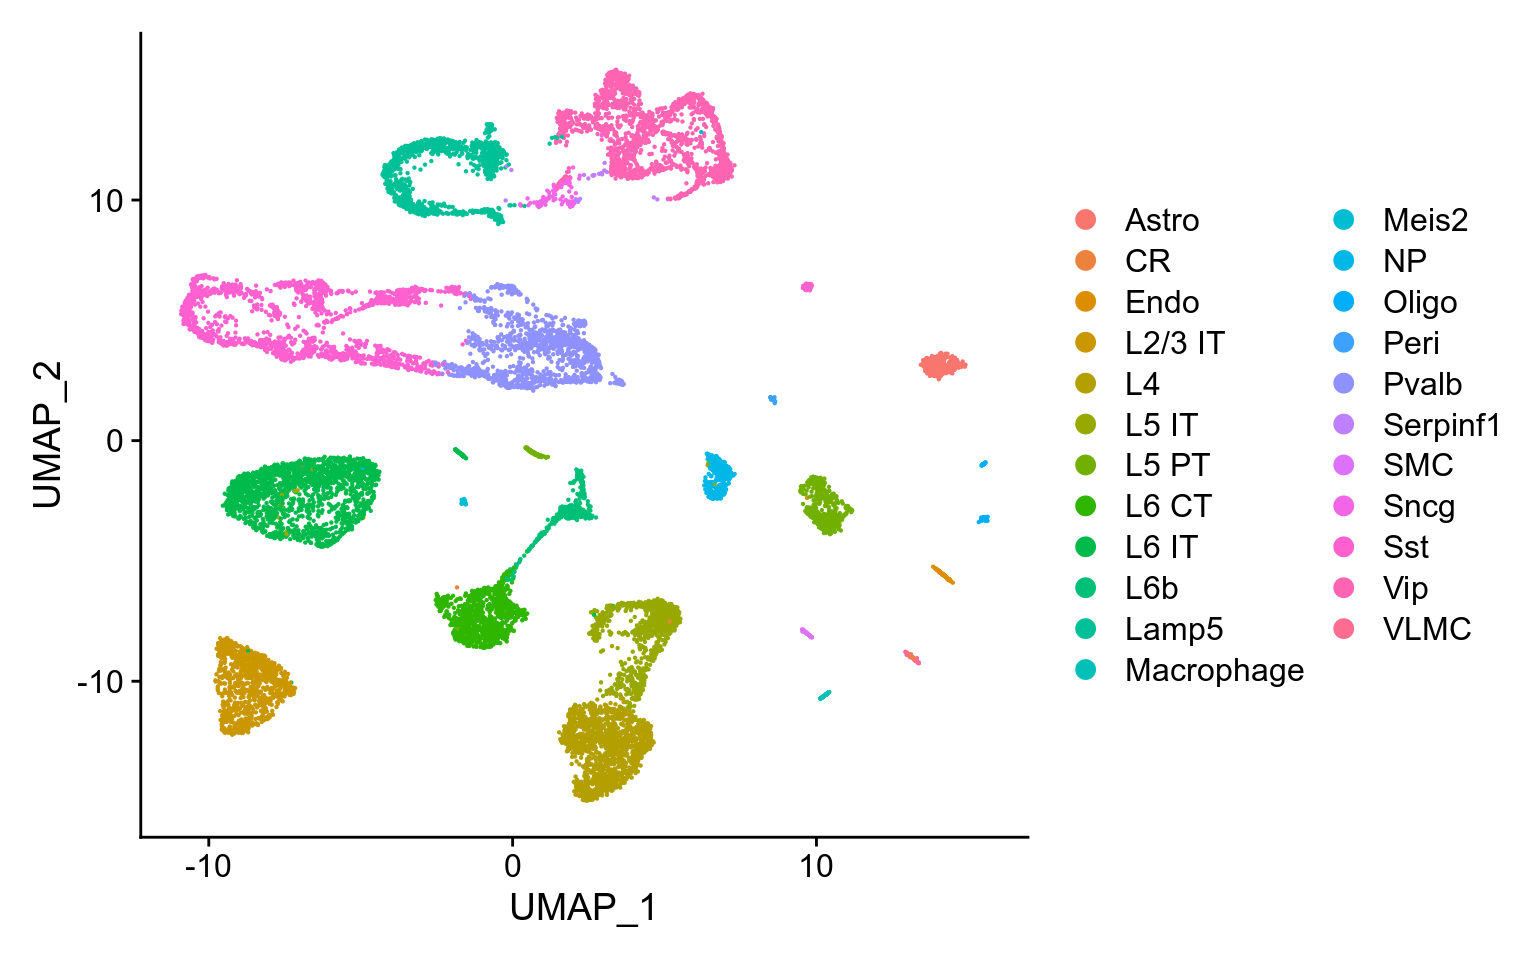 UMAP_2
10
0
-10
-10
0
10
UMAP_1
Astro
CR
Endo
L2/3 IT
L4
L5 IT
L5 PT
L6 CT
L6 IT
L6b
Lamp5
Macrophage
Meis2
NP
Oligo
Peri
Pvalb
Serpinf1
SMC
Sncg
Sst
Vip
VLMC